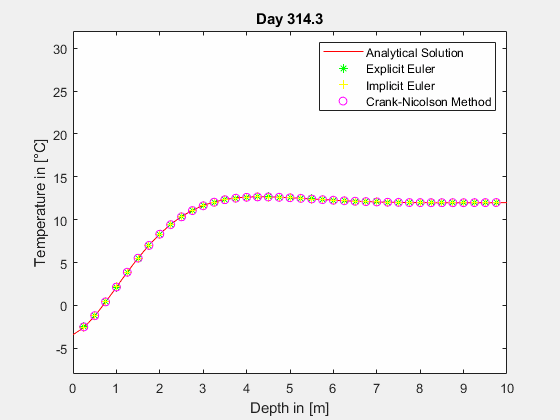 Day 314.3
Analytical Solution
Explicit Euler
Implicit Euler
Crank-Nicolson Method
Temperature in [°C]
30
25
20
15
10
5
0
-5
0 1 2 3 4 5 6 7 8 9 10
Depth in [m]